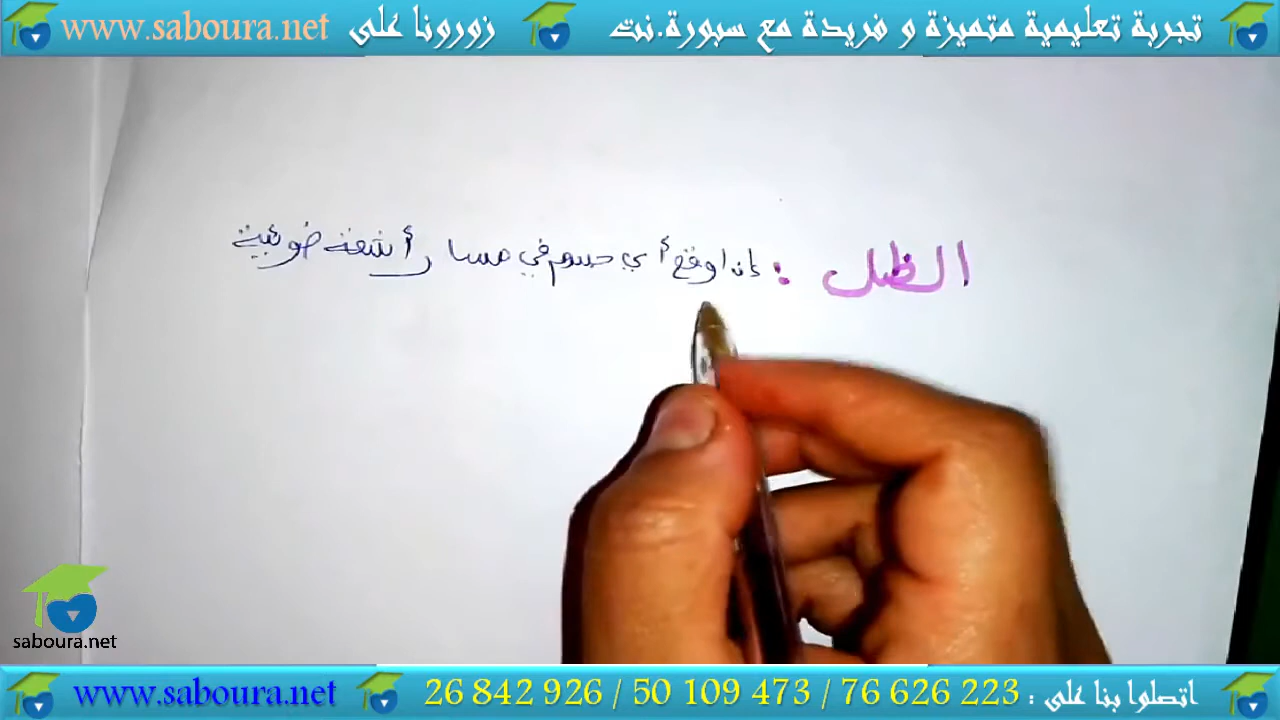 تجربة تعليمية متميزة و فريدة مع سبورة.نت زورونا على www.saboura.net
الظل : إذا وقع أي جسم في مسار أشعة ضوئية
saboura.net
اتصلوا بنا على : 26 842 926 / 50 109 473 / 76 626 223 www.saboura.net